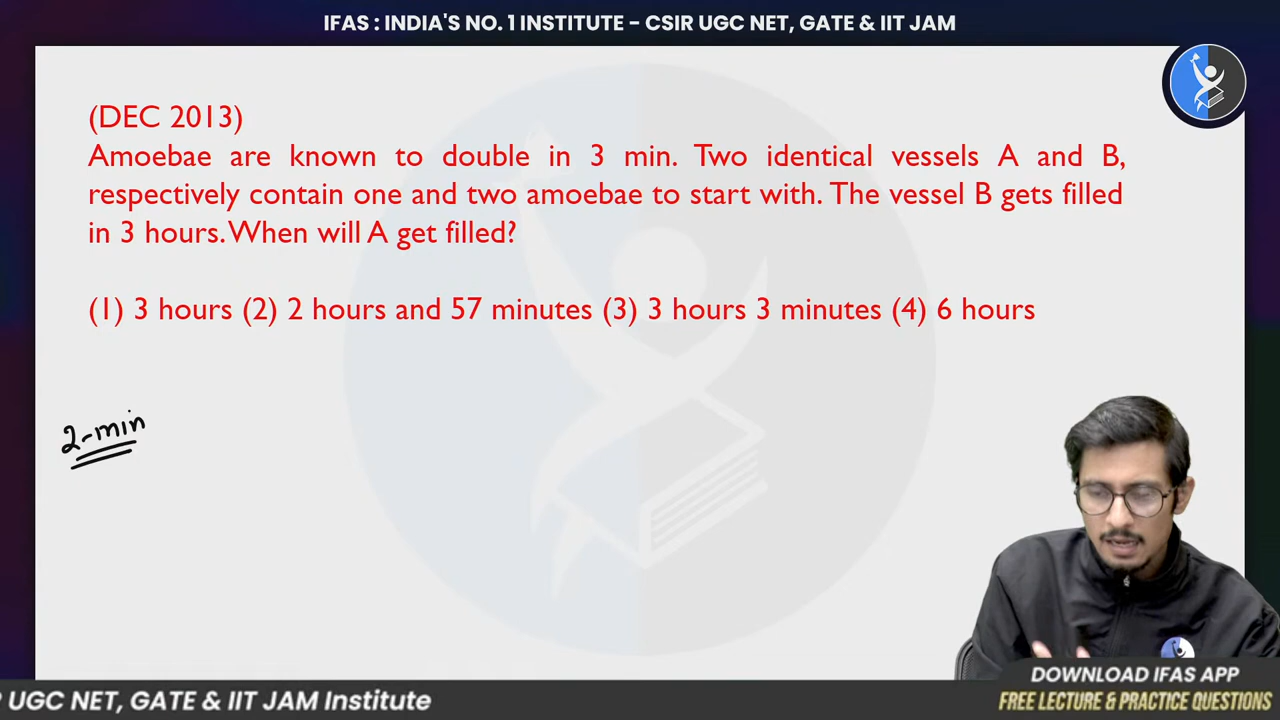 IFAS : INDIA'S NO. 1 INSTITUTE - CSIR UGC NET, GATE & IIT JAM
(DEC 2013)
Amoebae are known to double in 3 min. Two identical vessels A and B,
respectively contain one and two amoebae to start with. The vessel B gets filled
in 3 hours. When will A get filled?
(1) 3 hours (2) 2 hours and 57 minutes (3) 3 hours 3 minutes (4) 6 hours
2-min
DOWNLOAD IFAS APP
R UGC NET, GATE & IIT JAM Institute
FREE LECTURE & PRACTICE QUESTIONS